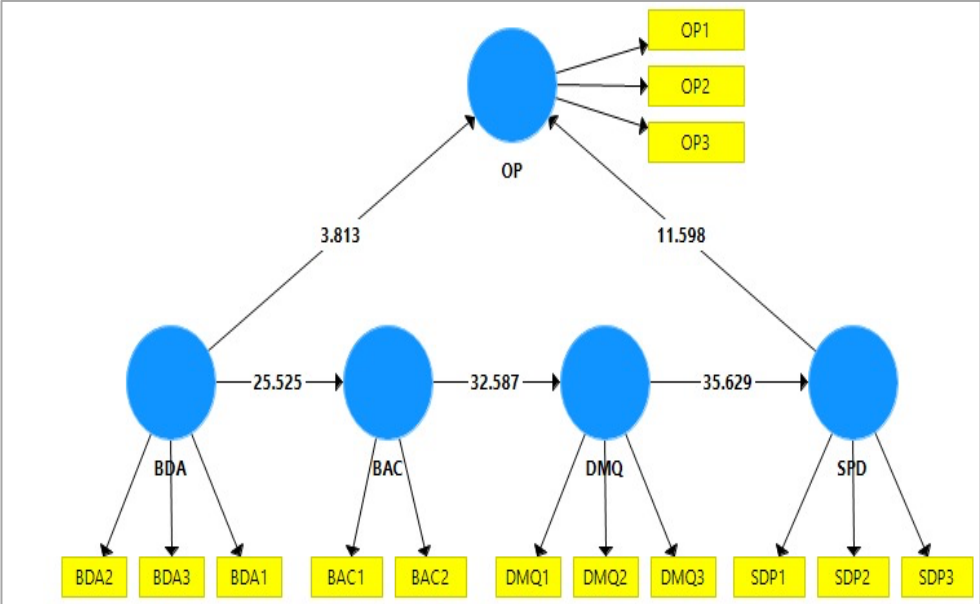 OP1
OP2
OP3
OP
3.813
11.598
25.525
32.587
35.629
BDA
BAC
DMQ
SPD
BDA2
BDA3
BDA1
BAC1
BAC2
DMQ1
DMQ2
DMQ3
SDP1
SDP2
SDP3